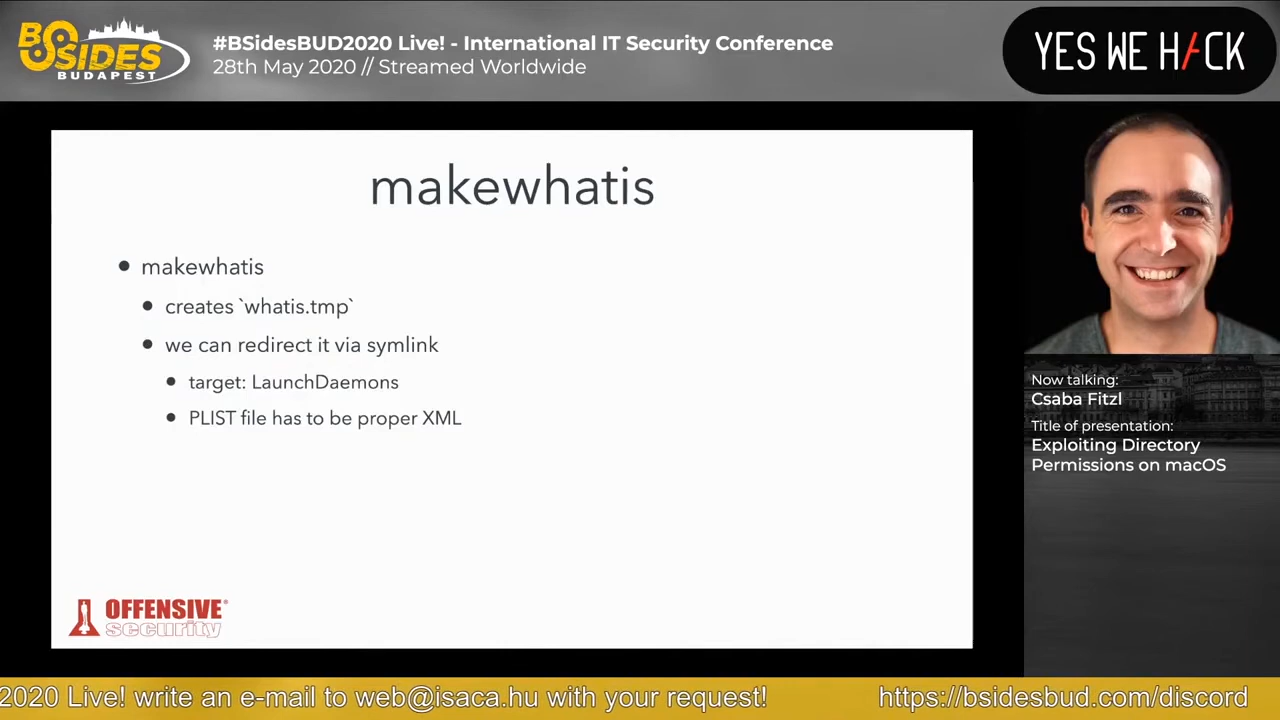 BSIDES
BUDAPEST
#BSidesBUD2020 Live! - International IT Security Conference
28th May 2020 // Streamed Worldwide
YES WE H/CK
makewhatis
makewhatis
creates `whatis.tmp`
we can redirect it via symlink
target: LaunchDaemons
PLIST file has to be proper XML
OFFENSIVE®
security
Now talking:
Csaba Fitzl
Title of presentation:
Exploiting Directory
Permissions on macOS
2020 Live! write an e-mail to web@isaca.hu with your request!
https://bsidesbud.com/discord